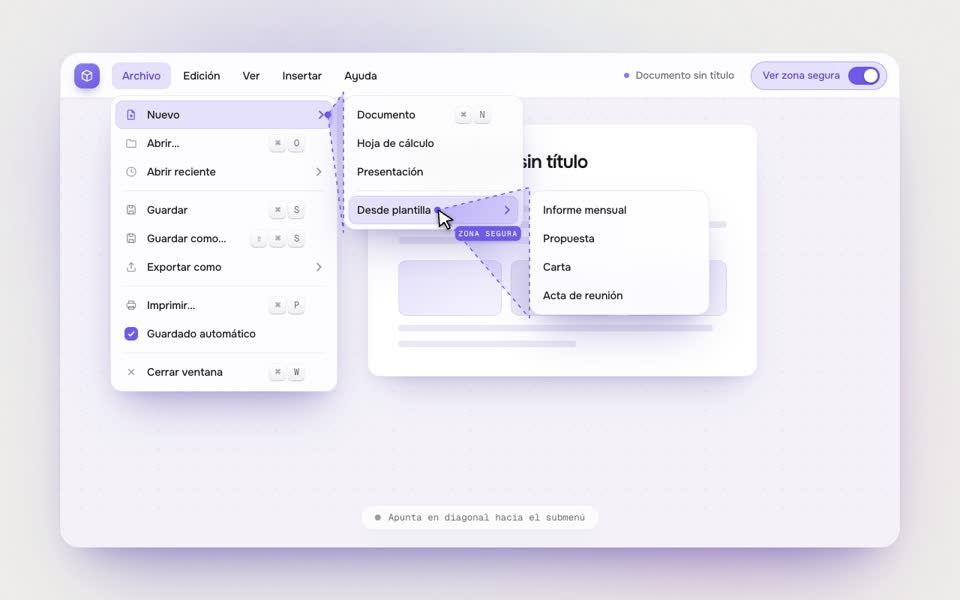 Archivo Edición Ver Insertar Ayuda Documento sin título Ver zona segura
Nuevo
Abrir... ⌘ O
Abrir reciente
Guardar ⌘ S
Guardar como... ⇧ ⌘ S
Exportar como
Imprimir... ⌘ P
Guardado automático
Cerrar ventana ⌘ W
Documento ⌘ N
Hoja de cálculo
Presentación
Desde plantilla
ZONA SEGURA
sin título
Informe mensual
Propuesta
Carta
Acta de reunión
Apunta en diagonal hacia el submenú